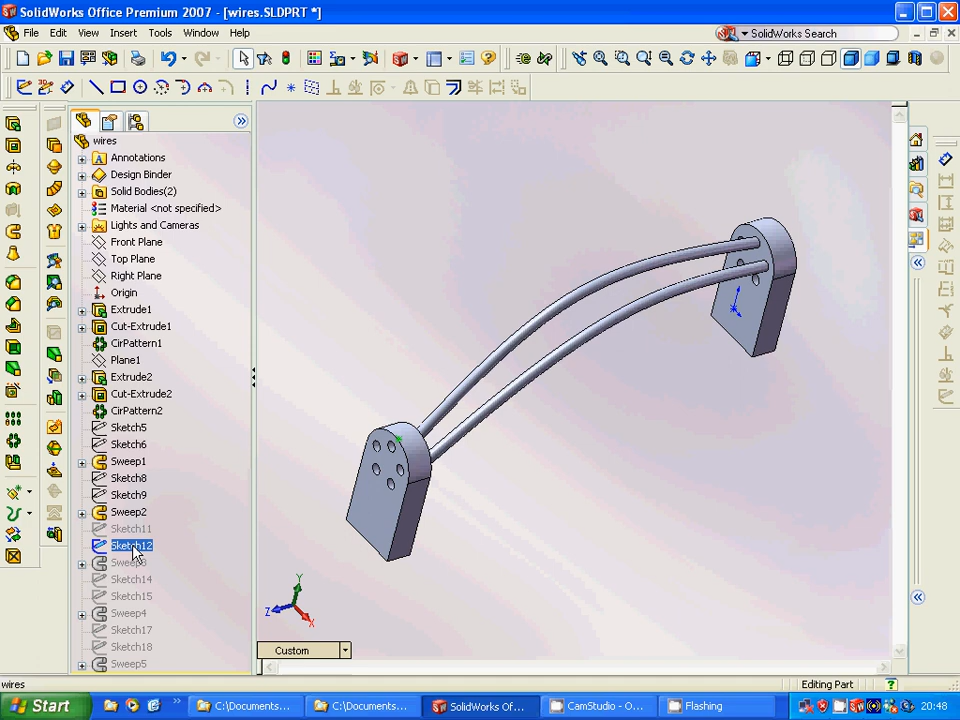 SolidWorks Office Premium 2007 - [wires.SLDPRT *]
File Edit View Insert Tools Window Help
SolidWorks Search
wires
Annotations
Design Binder
Solid Bodies(2)
Material <not specified>
Lights and Cameras
Front Plane
Top Plane
Right Plane
Origin
Extrude1
Cut-Extrude1
CirPattern1
Plane1
Extrude2
Cut-Extrude2
CirPattern2
Sketch5
Sketch6
Sweep1
Sketch8
Sketch9
Sweep2
Sketch11
Sketch12
Sweep3
Sketch14
Sketch15
Sweep4
Sketch17
Sketch18
Sweep5
Y
Z
X
Custom
wires
Editing Part
Start
C:\Documents...
C:\Documents...
SolidWorks Of...
CamStudio - O...
Flashing
20:48